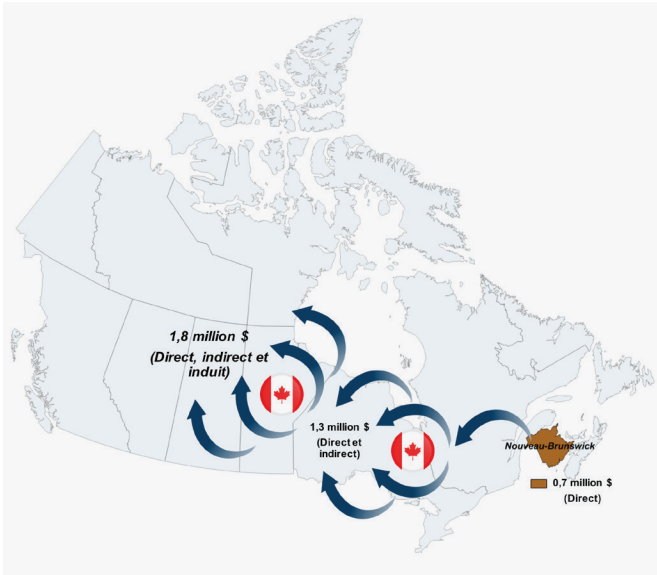 1,8 million $
(Direct, indirect et
induit)
1,3 million $
(Direct et
indirect)
Nouveau-Brunswick
0,7 million $
(Direct)